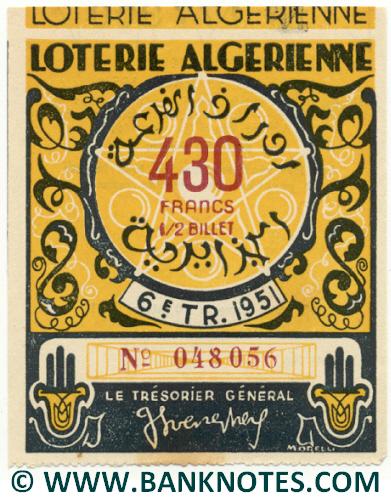 LOTERIE ALGERIENNE
LOTERIE ALGERIENNE
430
FRANCS
1/2 BILLET
6E TR. 1951
No 048056
LE TRÉSORIER GÉNÉRAL
MORELLI
© WWW.BANKNOTES.COM ©